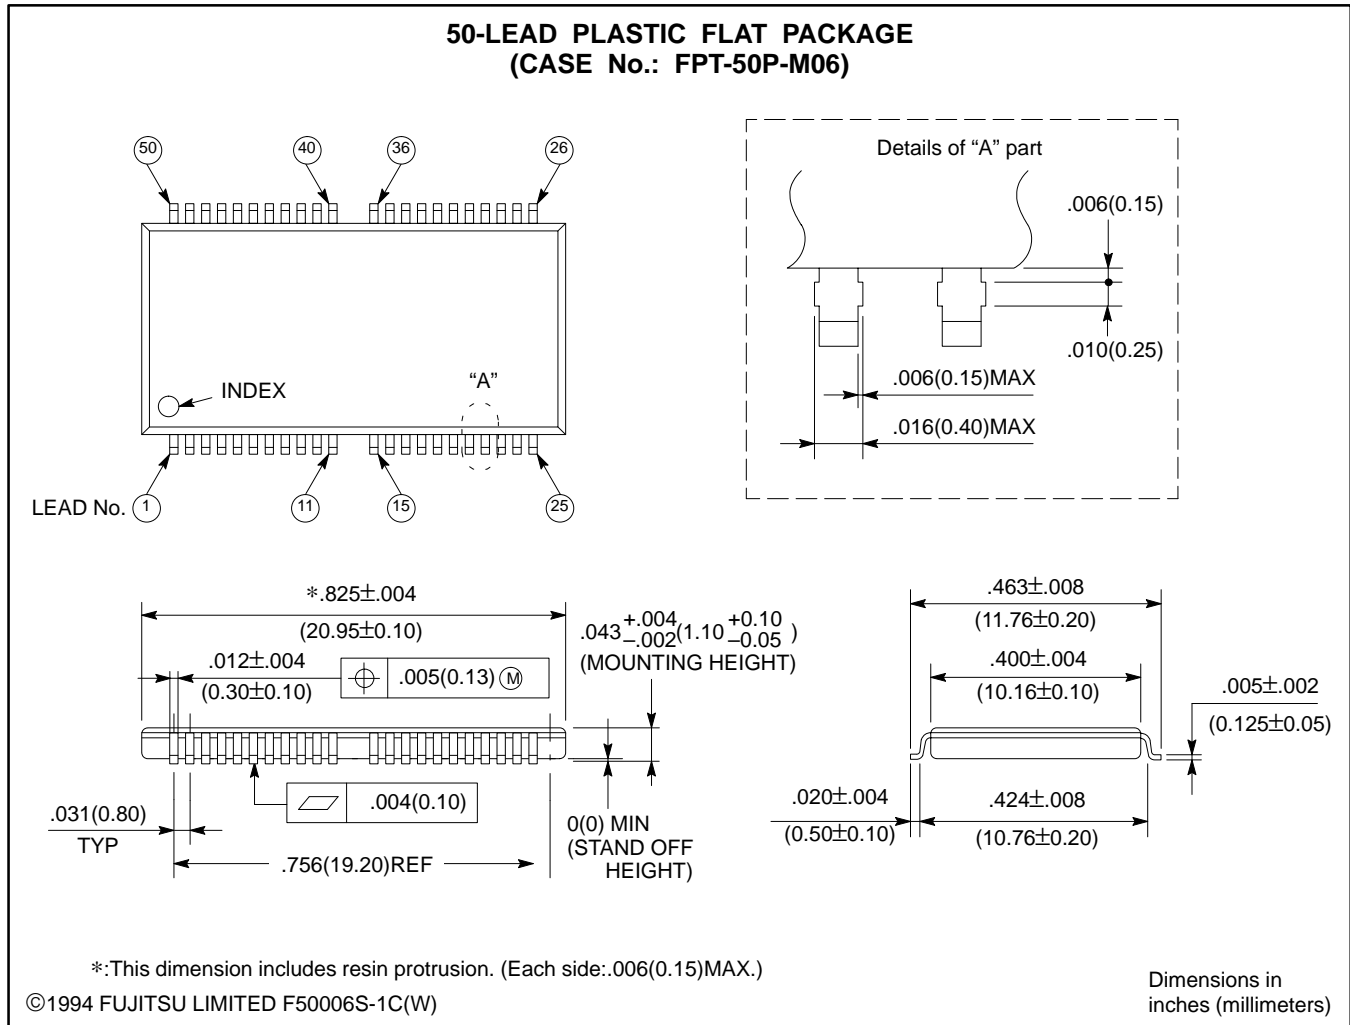 50-LEAD PLASTIC FLAT PACKAGE
(CASE No.: FPT-50P-M06)
50
40
36
26
INDEX
“A”
LEAD No.
1
11
15
25
Details of “A” part
.006(0.15)
.010(0.25)
.006(0.15)MAX
.016(0.40)MAX
*.825±.004
(20.95±0.10)
.012±.004
(0.30±0.10)
.005(0.13) M
.043+.004–.002(1.10+0.10–0.05)
(MOUNTING HEIGHT)
.004(0.10)
.031(0.80)
TYP
.756(19.20)REF
0(0) MIN
(STAND OFF
HEIGHT)
.463±.008
(11.76±0.20)
.400±.004
(10.16±0.10)
.005±.002
(0.125±0.05)
.020±.004
(0.50±0.10)
.424±.008
(10.76±0.20)
*:This dimension includes resin protrusion. (Each side:.006(0.15)MAX.)
©1994 FUJITSU LIMITED F50006S-1C(W)
Dimensions in
inches (millimeters)